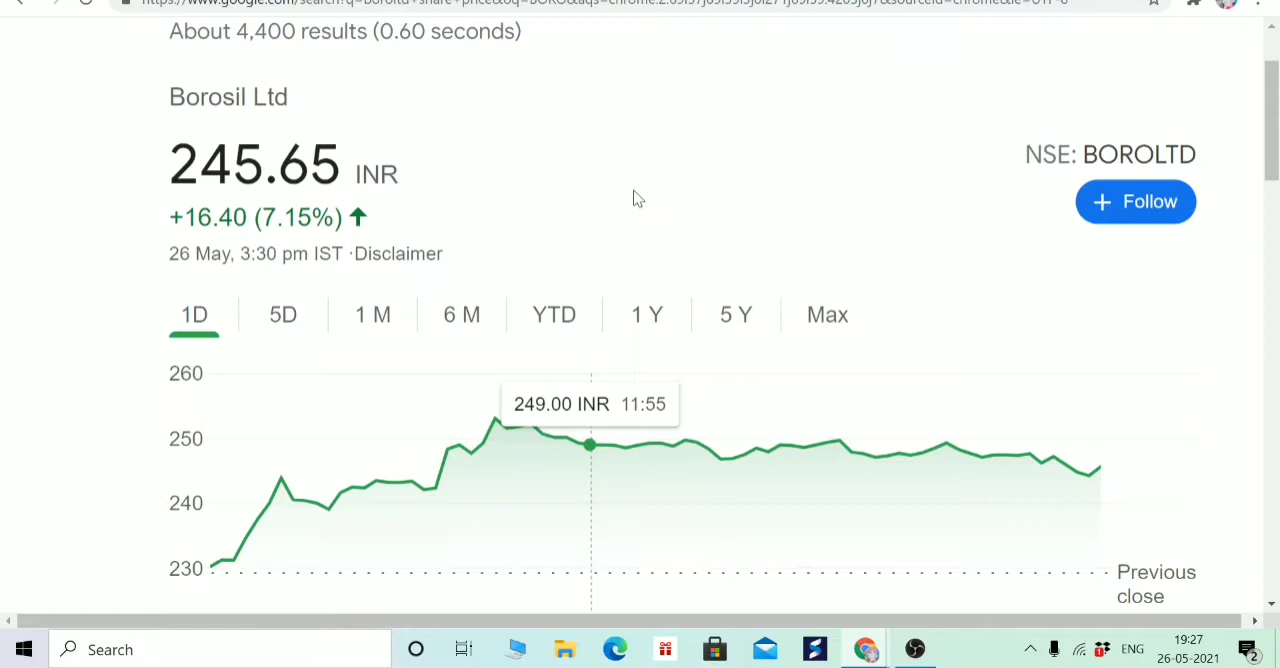 About 4,400 results (0.60 seconds)
Borosil Ltd
245.65 INR
+16.40 (7.15%) ↑
26 May, 3:30 pm IST ·Disclaimer
NSE: BOROLTD
+ Follow
1D 5D 1 M 6 M YTD 1 Y 5 Y Max
260
249.00 INR 11:55
250
240
230
Previous
close
Search
ENG
19:27
26-05-2021
2